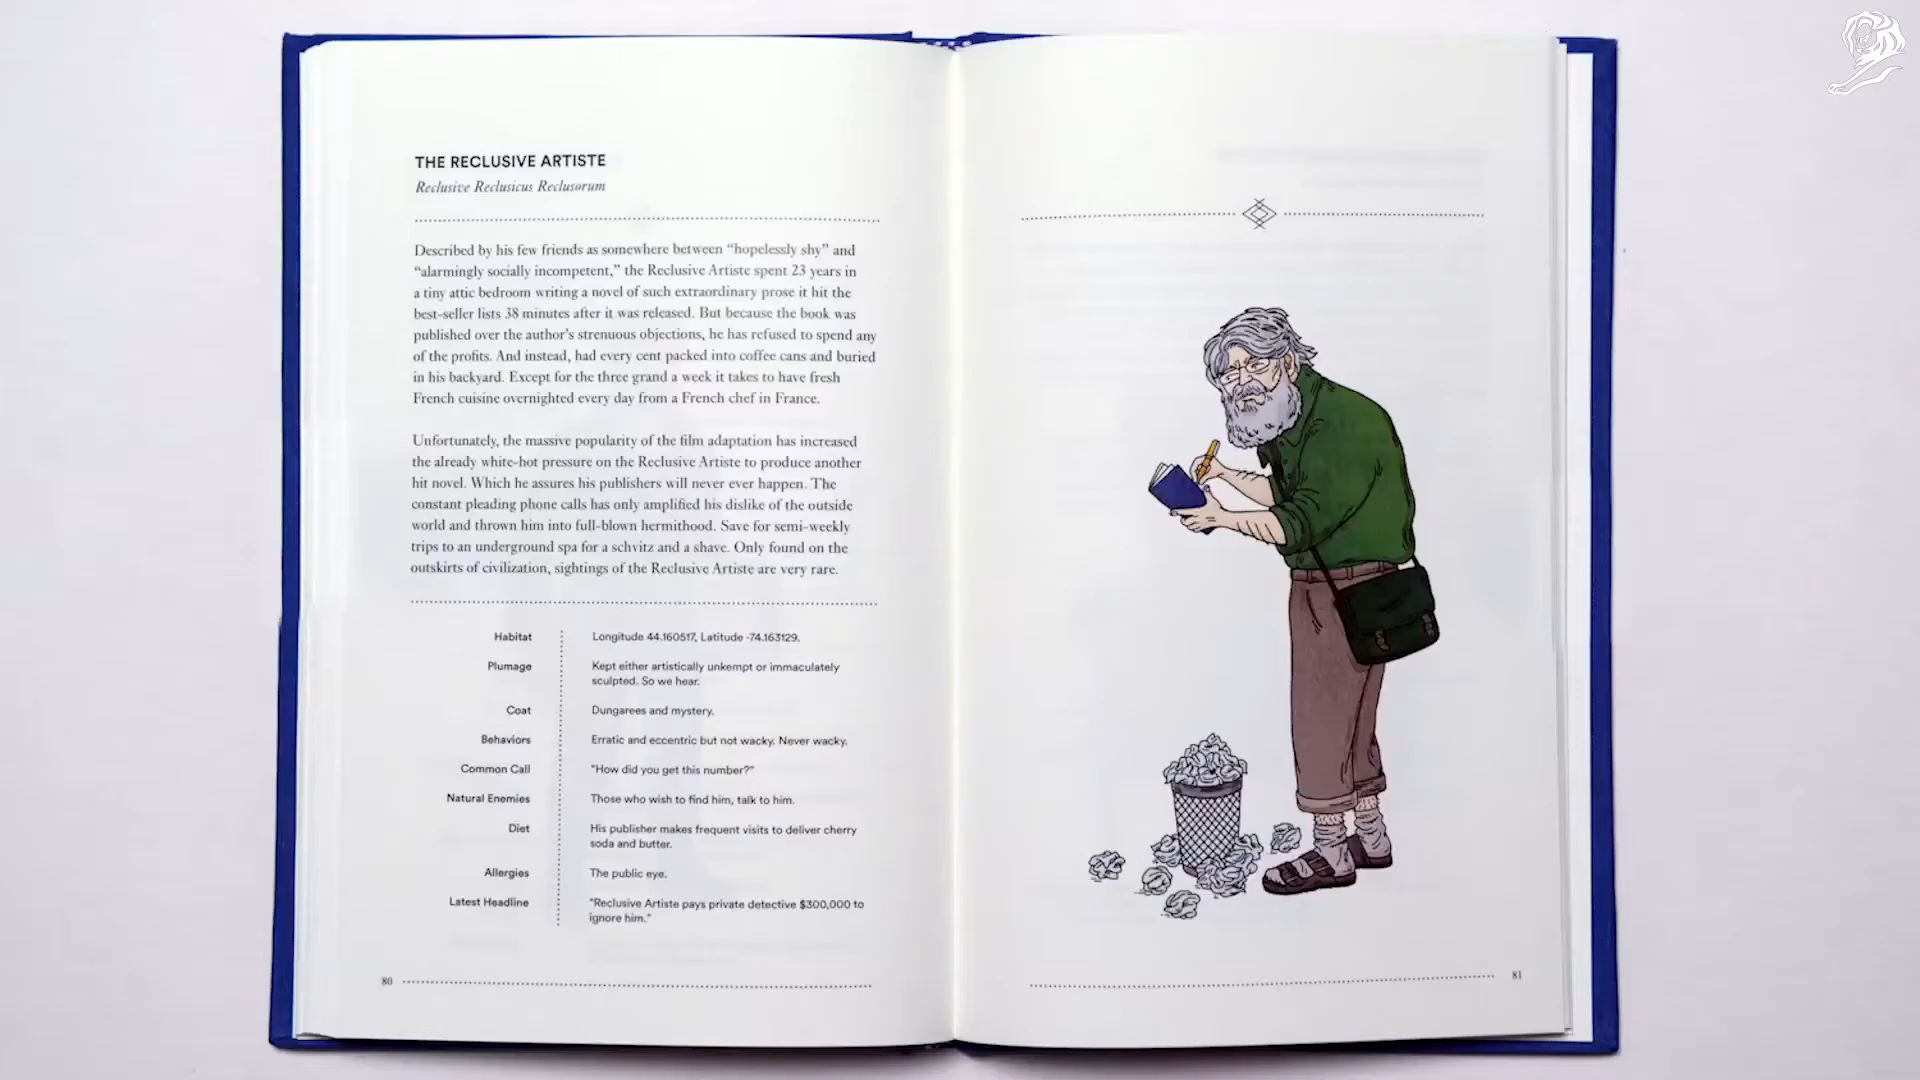 THE RECLUSIVE ARTISTE
Reclusive Reclusicus Reclusorum
Described by his few friends as somewhere between “hopelessly shy” and
“alarmingly socially incompetent,” the Reclusive Artiste spent 23 years in
a tiny attic bedroom writing a novel of such extraordinary prose it hit the
best-seller lists 38 minutes after it was released. But because the book was
published over the author’s strenuous objections, he has refused to spend any
of the profits. And instead, had every cent packed into coffee cans and buried
in his backyard. Except for the three grand a week it takes to have fresh
French cuisine overnighted every day from a French chef in France.
Unfortunately, the massive popularity of the film adaptation has increased
the already white-hot pressure on the Reclusive Artiste to produce another
hit novel. Which he assures his publishers will never ever happen. The
constant pleading phone calls has only amplified his dislike of the outside
world and thrown him into full-blown hermithood. Save for semi-weekly
trips to an underground spa for a schvitz and a shave. Only found on the
outskirts of civilization, sightings of the Reclusive Artiste are very rare.
Habitat Longitude 44.160517, Latitude -74.163129.
Plumage Kept either artistically unkempt or immaculately
sculpted. So we hear.
Coat Dungarees and mystery.
Behaviors Erratic and eccentric but not wacky. Never wacky.
Common Call "How did you get this number?"
Natural Enemies Those who wish to find him, talk to him.
Diet His publisher makes frequent visits to deliver cherry
soda and butter.
Allergies The public eye.
Latest Headline "Reclusive Artiste pays private detective $300,000 to
ignore him."
80
81